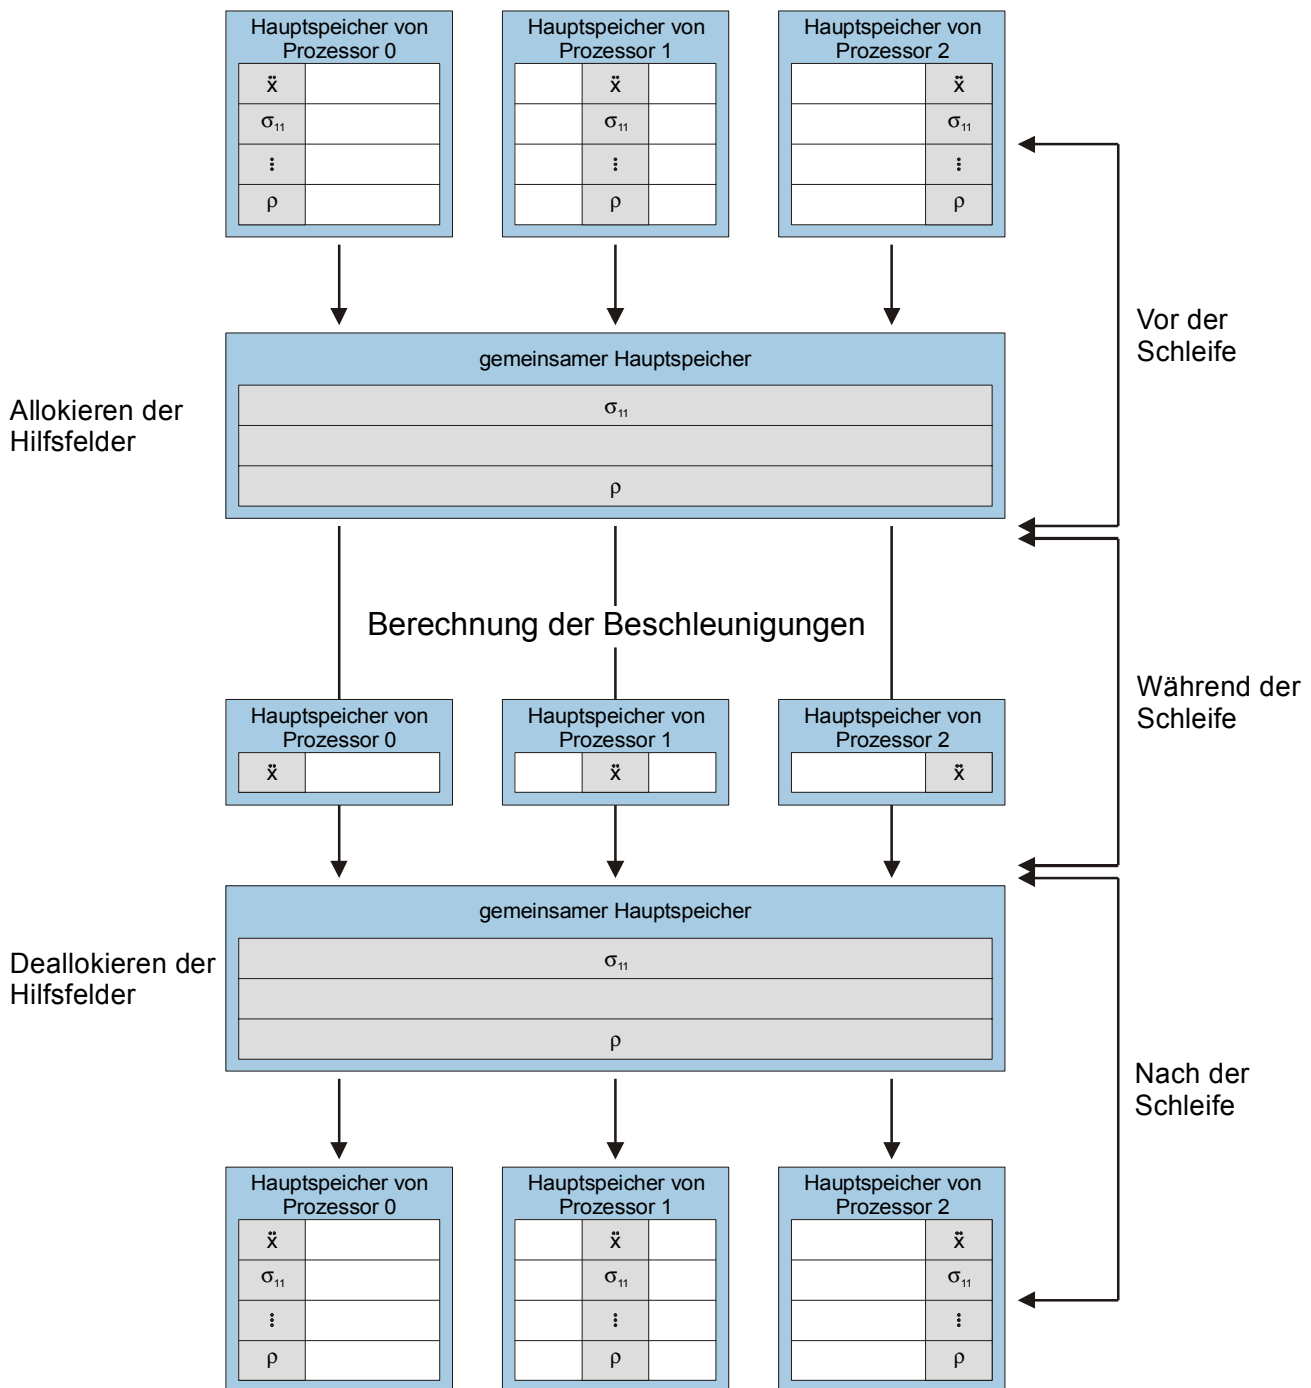 Hauptspeicher von
Prozessor 0
ẍ
σ₁₁
⋮
ρ
Hauptspeicher von
Prozessor 1
ẍ
σ₁₁
⋮
ρ
Hauptspeicher von
Prozessor 2
ẍ
σ₁₁
⋮
ρ
Vor der
Schleife
Allokieren der
Hilfsfelder
gemeinsamer Hauptspeicher
σ₁₁
ρ
Berechnung der Beschleunigungen
Während der
Schleife
Hauptspeicher von
Prozessor 0
ẍ
Hauptspeicher von
Prozessor 1
ẍ
Hauptspeicher von
Prozessor 2
ẍ
Deallokieren der
Hilfsfelder
gemeinsamer Hauptspeicher
σ₁₁
ρ
Nach der
Schleife
Hauptspeicher von
Prozessor 0
ẍ
σ₁₁
⋮
ρ
Hauptspeicher von
Prozessor 1
ẍ
σ₁₁
⋮
ρ
Hauptspeicher von
Prozessor 2
ẍ
σ₁₁
⋮
ρ